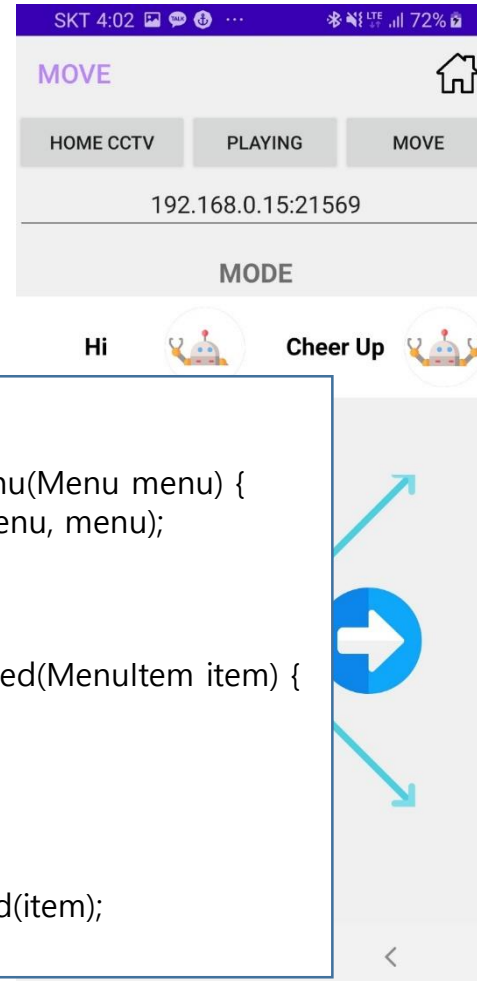 SKT 4:02
LTE 72%
MOVE
HOME CCTV PLAYING MOVE
192.168.0.15:21569
MODE
Hi Cheer Up
nu(Menu menu) {
enu, menu);
ed(MenuItem item) {
d(item);